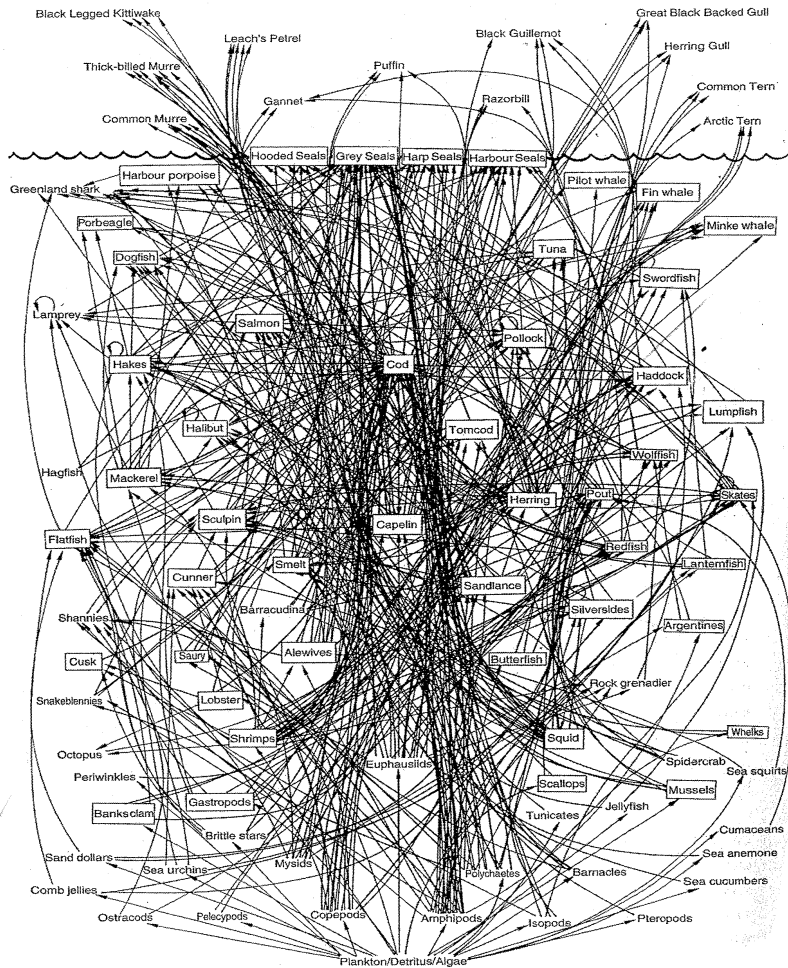 Black Legged Kittiwake
Great Black Backed Gull
Leach's Petrel
Black Guillemot
Herring Gull
Thick-billed Murre
Puffin
Common Tern
Gannet
Razorbill
Common Murre
Arctic Tern
Hooded Seals
Grey Seals
Harp Seals
Harbour Seals
Harbour porpoise
Pilot whale
Greenland shark
Fin whale
Porbeagle
Minke whale
Dogfish
Tuna
Swordfish
Lamprey
Salmon
Pollock
Hakes
Cod
Haddock
Lumpfish
Halibut
Tomcod
Wolffish
Hagfish
Mackerel
Herring
Pout
Skates
Sculpin
Capelin
Flatfish
Redfish
Smelt
Lanternfish
Cunner
Sandlance
Barracudina
Silversides
Shannies
Argentines
Cusk
Saury
Alewives
Butterfish
Rock grenadier
Snakeblennies
Lobster
Shrimps
Squid
Whelks
Octopus
Euphausiids
Spidercrab
Sea squirts
Periwinkles
Scallops
Mussels
Gastropods
Banksclam
Tunicates
Jellyfish
Brittle stars
Cumaceans
Sand dollars
Sea urchins
Mysids
Polychaetes
Barnacles
Sea anemone
Comb jellies
Sea cucumbers
Ostracods
Pelecypods
Copepods
Amphipods
Isopods
Pteropods
Plankton/Detritus/Algae